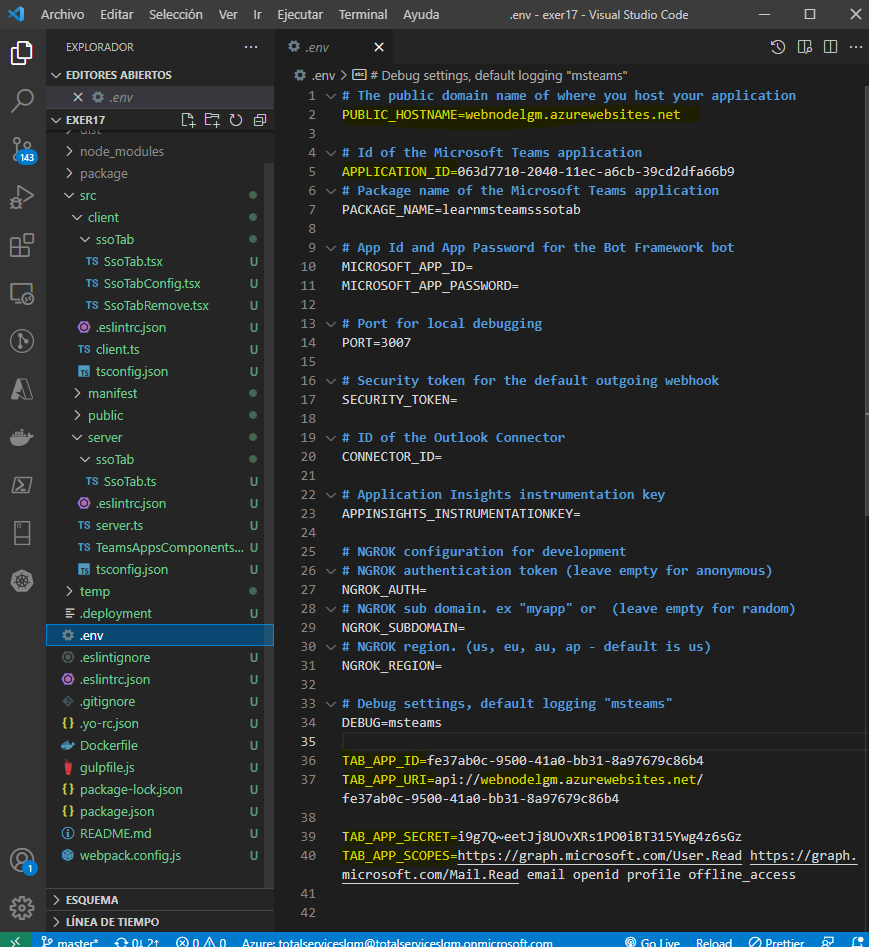 Archivo Editar Selección Ver Ir Ejecutar Terminal Ayuda .env - exer17 - Visual Studio Code
EXPLORADOR
EDITORES ABIERTOS
.env
EXER17
dist
node_modules
package
src
client
ssoTab
TS SsoTab.tsx U
TS SsoTabConfig.tsx U
TS SsoTabRemove.tsx U
.eslintrc.json U
TS client.ts U
TS tsconfig.json U
manifest
public
server
ssoTab
TS SsoTab.ts U
.eslintrc.json U
TS server.ts U
TS TeamsAppsComponents... U
TS tsconfig.json U
temp
.deployment U
.env
.eslintignore U
.eslintrc.json U
.gitignore U
{} .yo-rc.json U
Dockerfile U
gulpfile.js U
{} package-lock.json U
{} package.json U
README.md U
webpack.config.js U
ESQUEMA
LÍNEA DE TIEMPO
143
1
.env
.env > abc # Debug settings, default logging "msteams"
1 # The public domain name of where you host your application
2 PUBLIC_HOSTNAME=webnodelgm.azurewebsites.net
3
4 # Id of the Microsoft Teams application
5 APPLICATION_ID=063d7710-2040-11ec-a6cb-39cd2dfa66b9
6 # Package name of the Microsoft Teams application
7 PACKAGE_NAME=learnmsteamsssotab
8
9 # App Id and App Password for the Bot Framework bot
10 MICROSOFT_APP_ID=
11 MICROSOFT_APP_PASSWORD=
12
13 # Port for local debugging
14 PORT=3007
15
16 # Security token for the default outgoing webhook
17 SECURITY_TOKEN=
18
19 # ID of the Outlook Connector
20 CONNECTOR_ID=
21
22 # Application Insights instrumentation key
23 APPINSIGHTS_INSTRUMENTATIONKEY=
24
25 # NGROK configuration for development
26 # NGROK authentication token (leave empty for anonymous)
27 NGROK_AUTH=
28 # NGROK sub domain. ex "myapp" or  (leave empty for random)
29 NGROK_SUBDOMAIN=
30 # NGROK region. (us, eu, au, ap - default is us)
31 NGROK_REGION=
32
33 # Debug settings, default logging "msteams"
34 DEBUG=msteams
35
36 TAB_APP_ID=fe37ab0c-9500-41a0-bb31-8a97679c86b4
37 TAB_APP_URI=api://webnodelgm.azurewebsites.net/
fe37ab0c-9500-41a0-bb31-8a97679c86b4
38
39 TAB_APP_SECRET=i9g7Q~eetJj8UOvXRs1PO0iBT315Ywg4z6sGz
40 TAB_APP_SCOPES=https://graph.microsoft.com/User.Read https://graph.
microsoft.com/Mail.Read email openid profile offline_access
41
42
master* 0↓ 2↑ 0 0 Azure: totalserviceslgm@totalserviceslgm.onmicrosoft.com Go Live Reload Prettier